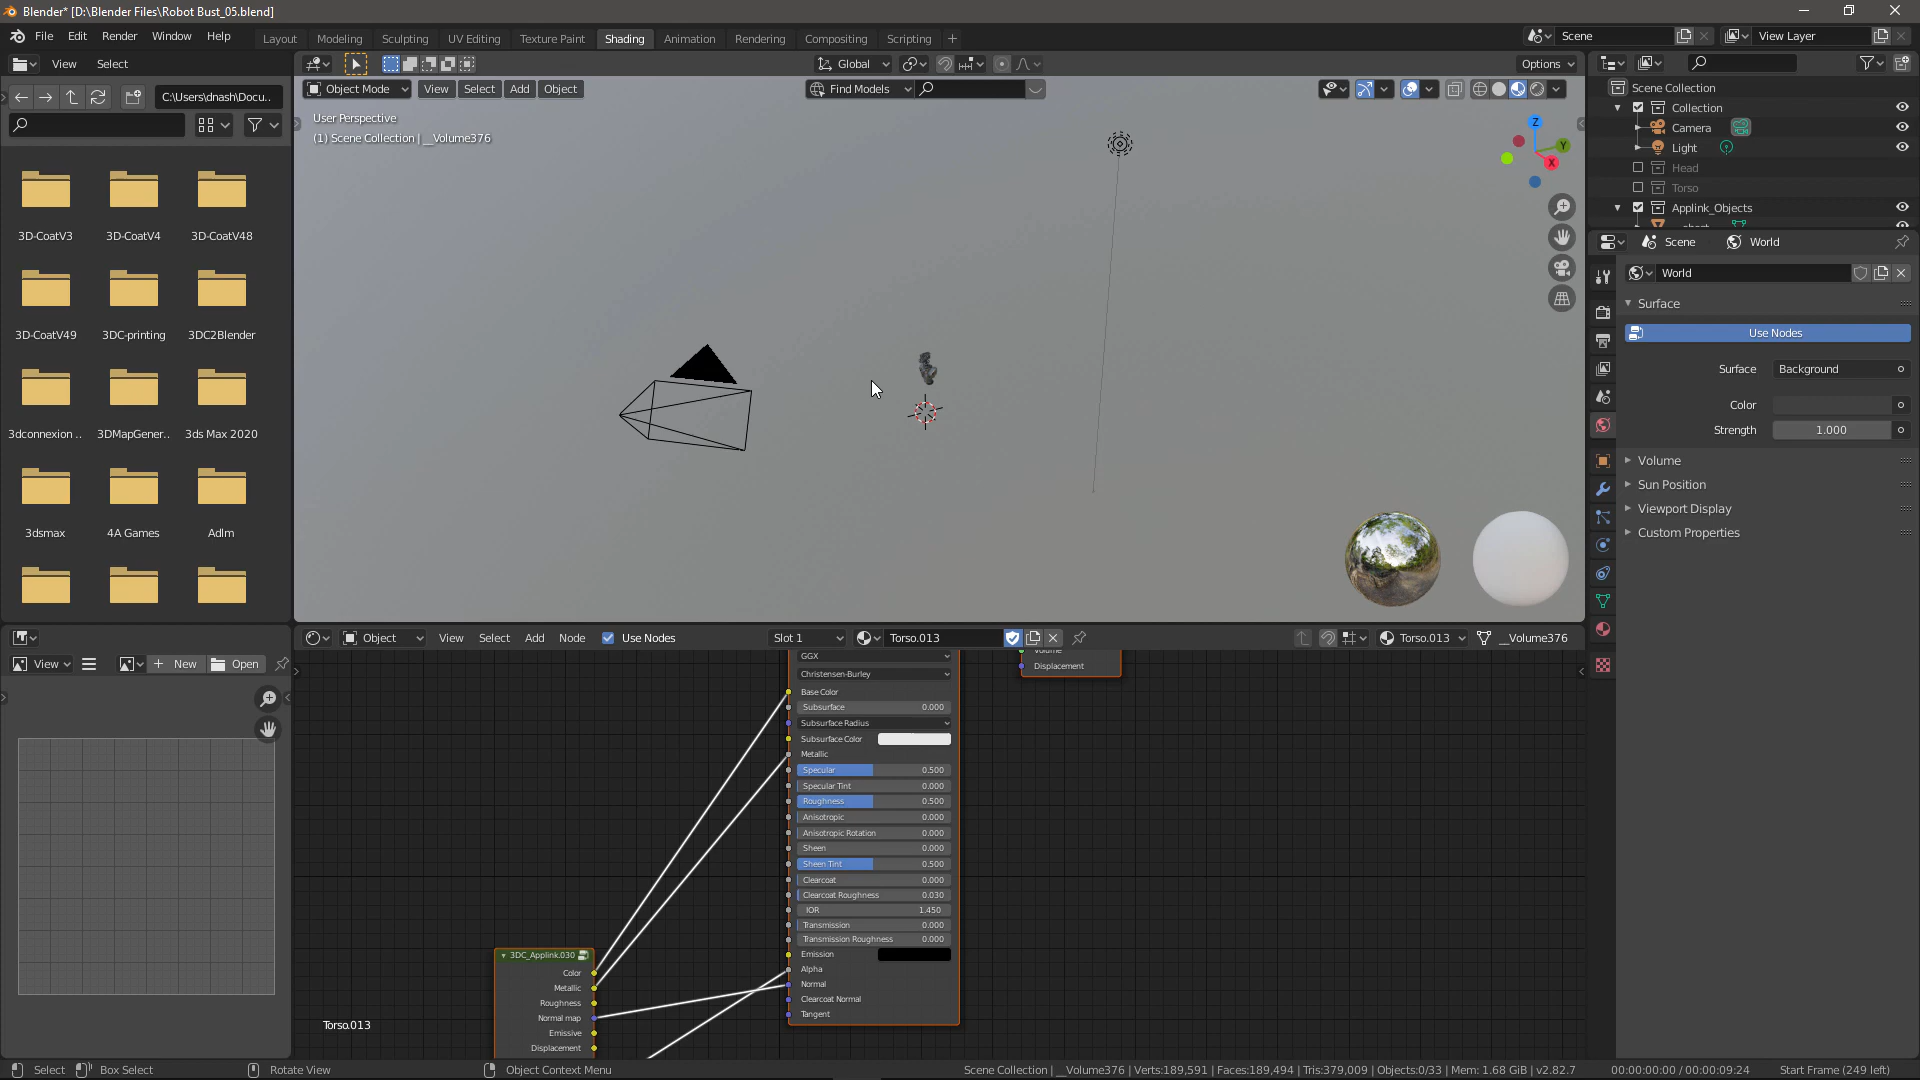 Blender* [D:\Blender Files\Robot Bust_05.blend]
File Edit Render Window Help
Layout Modeling Sculpting UV Editing Texture Paint Shading Animation Rendering Compositing Scripting
Scene View Layer
View Select
Global Options
C:\Users\dnash\Docu..
Object Mode View Select Add Object Find Models
User Perspective
(1) Scene Collection | __Volume376
Z
Y
X
3D-CoatV3 3D-CoatV4 3D-CoatV48
3D-CoatV49 3DC-printing 3DC2Blender
3dconnexion .. 3DMapGener.. 3ds Max 2020
3dsmax 4A Games Adlm
Scene Collection
Collection
Camera
Light
Head
Torso
Applink_Objects
Scene World
World
Surface
Use Nodes
Surface Background
Color
Strength 1.000
Volume
Sun Position
Viewport Display
Custom Properties
View New Open
Object View Select Add Node Use Nodes Slot 1 Torso.013 Torso.013 __Volume376
GGX
Christensen-Burley
Base Color
Subsurface 0.000
Subsurface Radius
Subsurface Color
Metallic
Specular 0.500
Specular Tint 0.000
Roughness 0.500
Anisotropic 0.000
Anisotropic Rotation 0.000
Sheen 0.000
Sheen Tint 0.500
Clearcoat 0.000
Clearcoat Roughness 0.030
IOR 1.450
Transmission 0.000
Transmission Roughness 0.000
Emission
Alpha
Normal
Clearcoat Normal
Tangent
Volume
Displacement
3DC_Applink.030
Color
Metallic
Roughness
Normal map
Emissive
Displacement
Torso.013
Select Box Select Rotate View Object Context Menu
Scene Collection | __Volume376 | Verts:189,591 | Faces:189,494 | Tris:379,009 | Objects:0/33 | Mem: 1.68 GiB | v2.82.7
00:00:00:00 / 00:00:09:24 Start Frame (249 left)